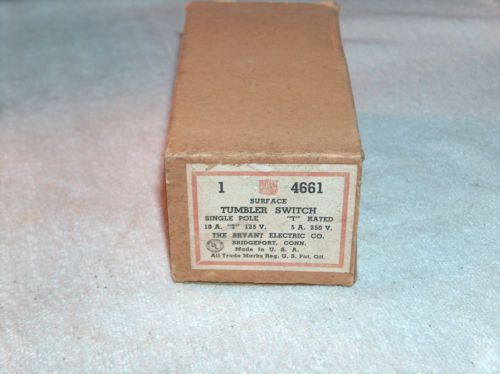 1 BRYANT 4661
SURFACE
TUMBLER SWITCH
SINGLE POLE "T" RATED
10 A. "T" 125 V. 5 A. 250 V.
THE BRYANT ELECTRIC CO.
BRIDGEPORT, CONN.
Made in U. S. A.
All Trade Marks Reg. U. S. Pat. Off.